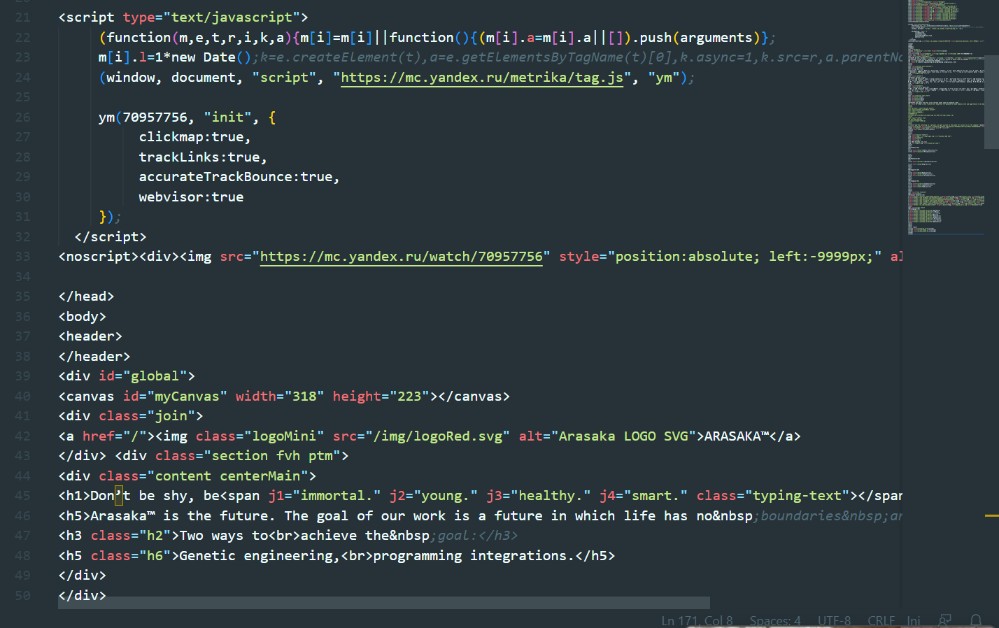 21 <script type="text/javascript">
22 (function(m,e,t,r,i,k,a){m[i]=m[i]||function(){(m[i].a=m[i].a||[]).push(arguments)};
23 m[i].l=1*new Date();k=e.createElement(t),a=e.getElementsByTagName(t)[0],k.async=1,k.src=r,a.parentNo
24 (window, document, "script", "https://mc.yandex.ru/metrika/tag.js", "ym");
25
26 ym(70957756, "init", {
27 clickmap:true,
28 trackLinks:true,
29 accurateTrackBounce:true,
30 webvisor:true
31 });
32 </script>
33 <noscript><div><img src="https://mc.yandex.ru/watch/70957756" style="position:absolute; left:-9999px;" al
34
35 </head>
36 <body>
37 <header>
38 </header>
39 <div id="global">
40 <canvas id="myCanvas" width="318" height="223"></canvas>
41 <div class="join">
42 <a href="/"><img class="logoMini" src="/img/logoRed.svg" alt="Arasaka LOGO SVG">ARASAKA™</a>
43 </div> <div class="section fvh ptm">
44 <div class="content centerMain">
45 <h1>Don’t be shy, be<span j1="immortal." j2="young." j3="healthy." j4="smart." class="typing-text"></span
46 <h5>Arasaka™ is the future. The goal of our work is a future in which life has no&nbsp;boundaries&nbsp;an
47 <h3 class="h2">Two ways to<br>achieve the&nbsp;goal:</h3>
48 <h5 class="h6">Genetic engineering,<br>programming integrations.</h5>
49 </div>
50 </div>
Ln 171, Col 8 Spaces: 4 UTF-8 CRLF Ini